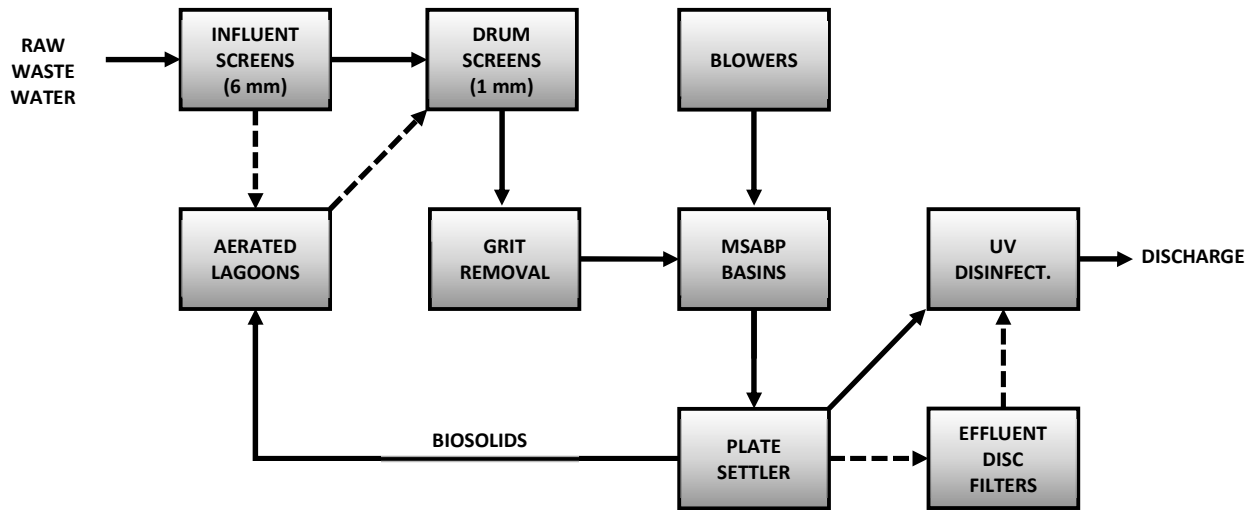 RAW
WASTE
WATER
INFLUENT
SCREENS
(6 mm)
DRUM
SCREENS
(1 mm)
BLOWERS
AERATED
LAGOONS
GRIT
REMOVAL
MSABP
BASINS
UV
DISINFECT.
DISCHARGE
BIOSOLIDS
PLATE
SETTLER
EFFLUENT
DISC
FILTERS